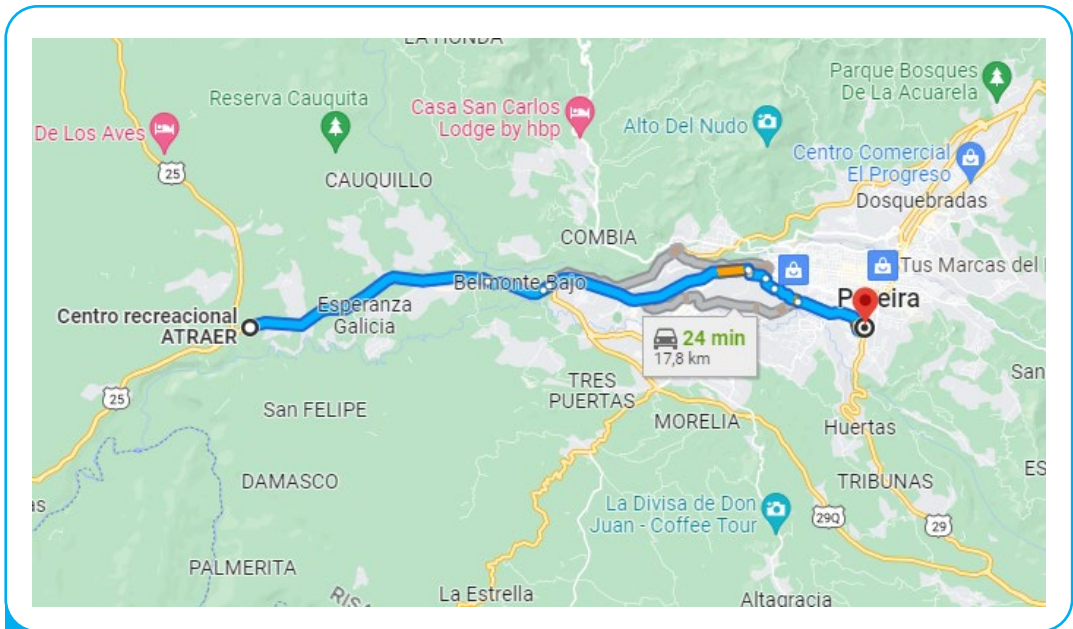 LA HONDA
Parque Bosques
De La Acuarela
Reserva Cauquita
Casa San Carlos
Lodge by hbp
Alto Del Nudo
De Los Aves
25
Centro Comercial
El Progreso
CAUQUILLO
Dosquebradas
COMBIA
Tus Marcas del
Belmonte Bajo
Esperanza
Galicia
Centro recreacional
ATRAER
24 min
17,8 km
San
TRES
PUERTAS
25
San FELIPE
MORELIA
Huertas
ES
DAMASCO
TRIBUNAS
as
La Divisa de Don
Juan - Coffee Tour
29Q
29
PALMERITA
La Estrella
RIS
Altagracia